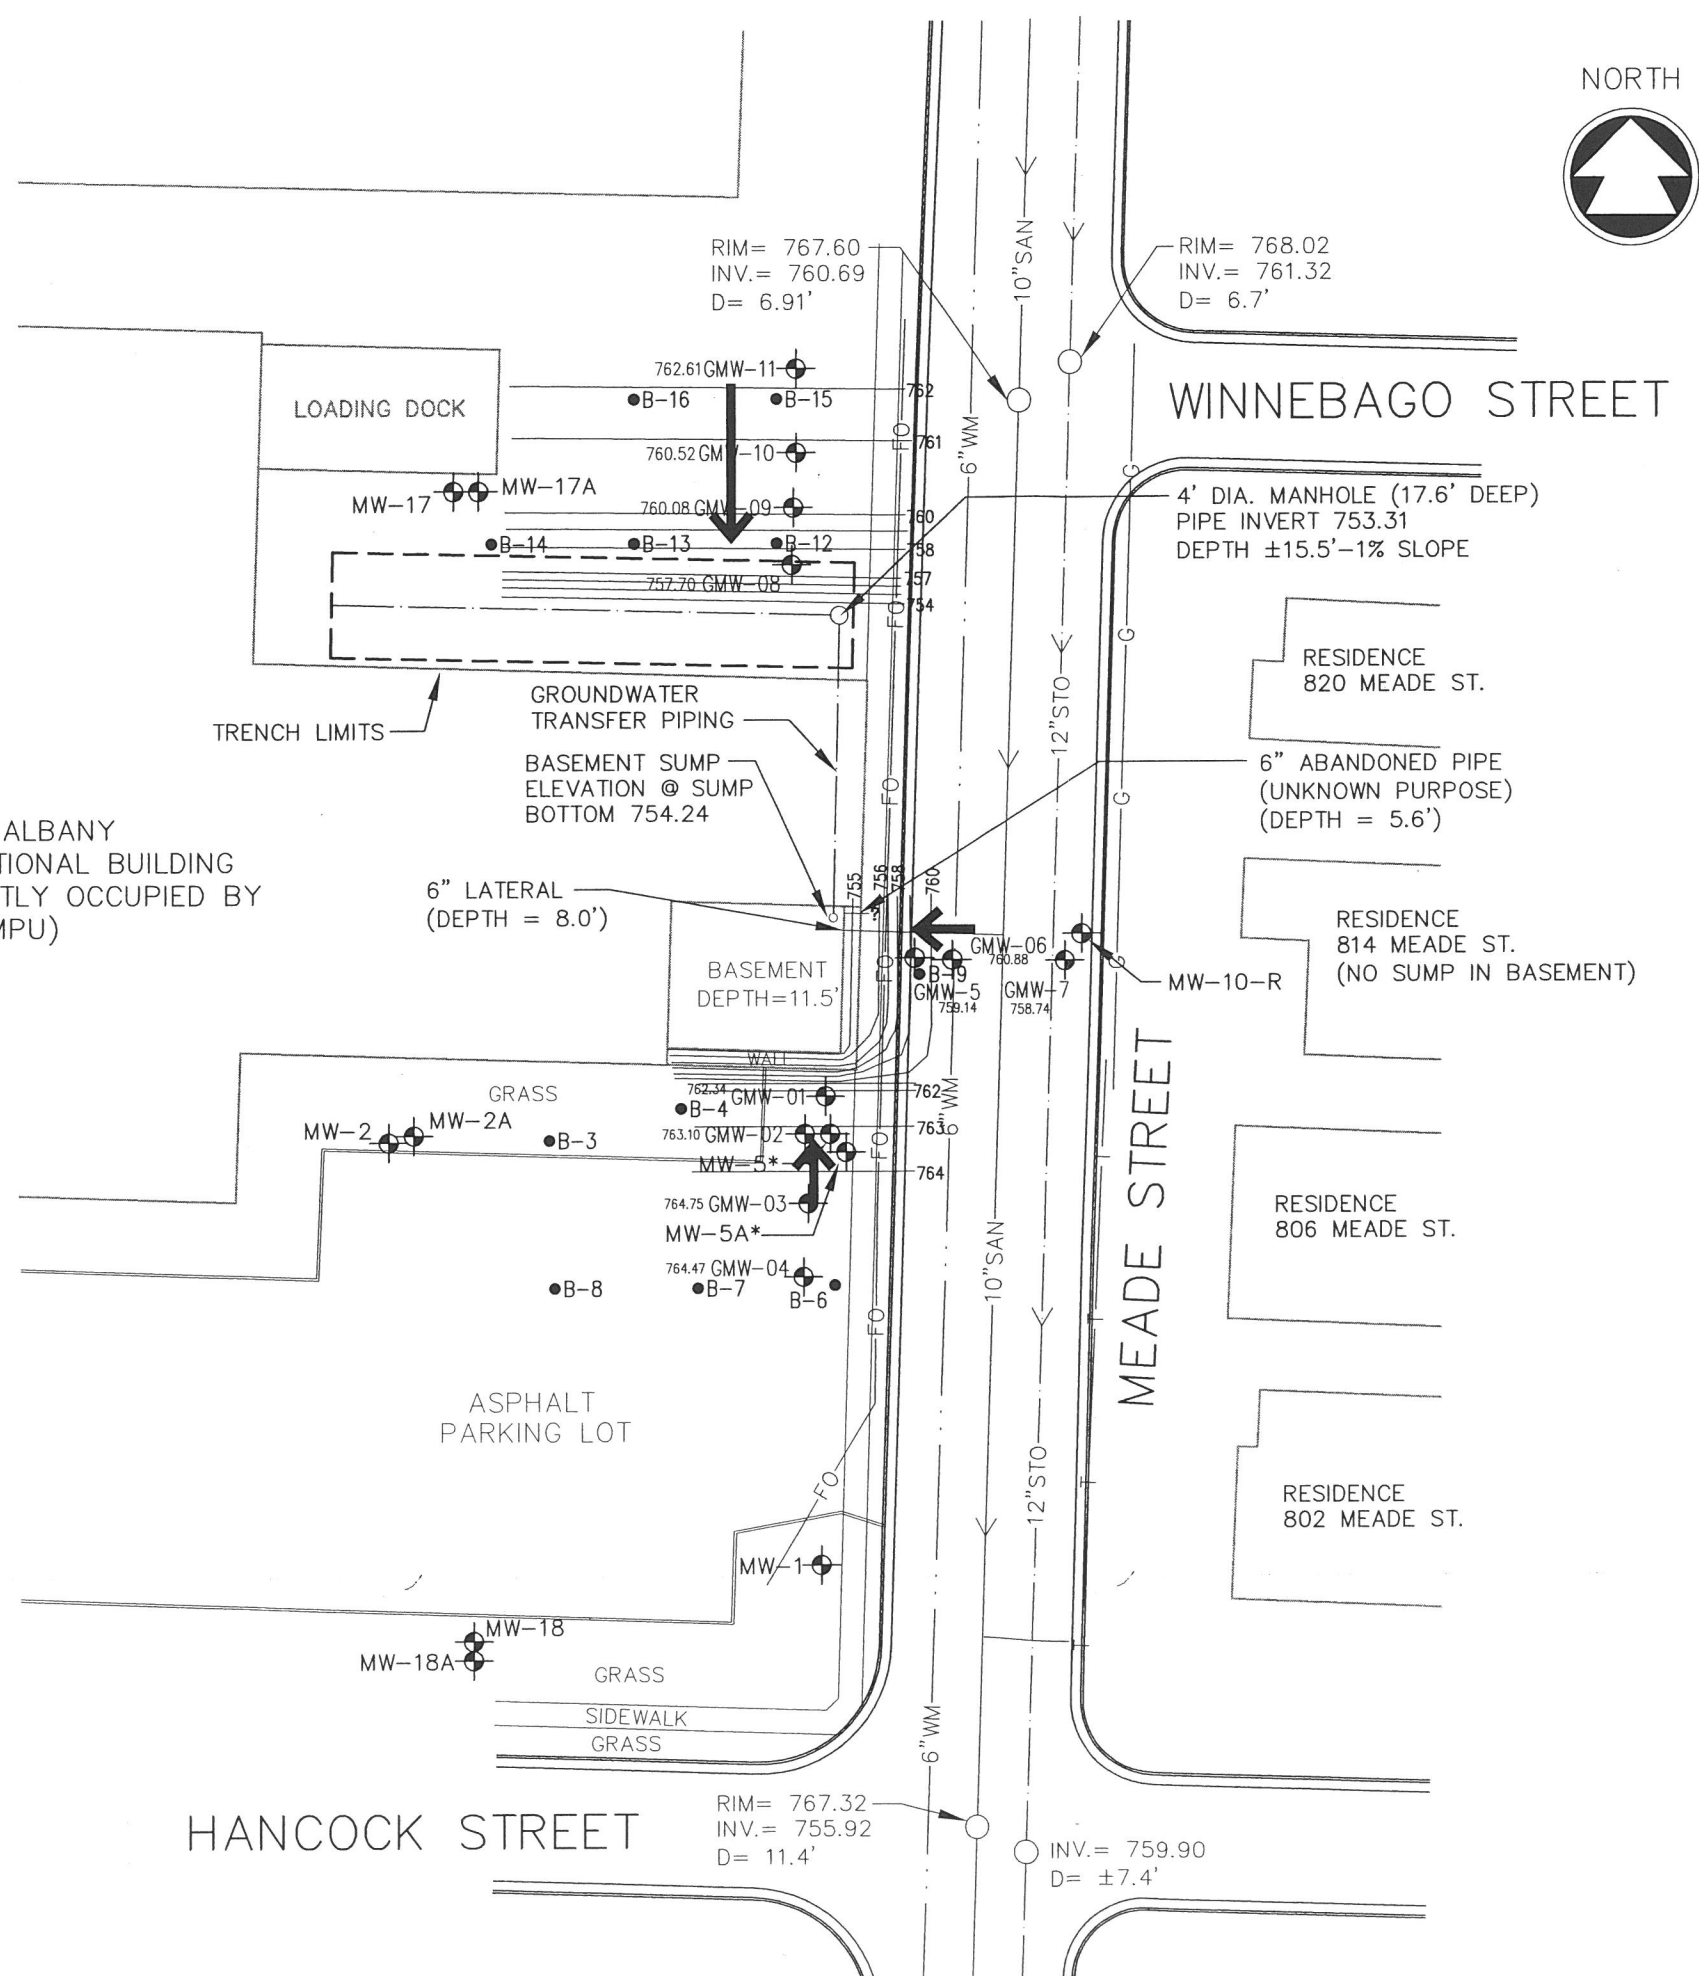 NORTH
RIM= 767.60
INV.= 760.69
D= 6.91'
10"SAN
RIM= 768.02
INV.= 761.32
D= 6.7'
WINNEBAGO STREET
762.61 GMW-11
762
LOADING DOCK
B-16
B-15
FO
6"WM
761
760.52 GMW-10
G
MW-17
MW-17A
760.08 GMW-09
760
4' DIA. MANHOLE (17.6' DEEP)
PIPE INVERT 753.31
DEPTH ±15.5'-1% SLOPE
B-14
B-13
B-12
758
757.70 GMW-08
757
754
FO
G
RESIDENCE
820 MEADE ST.
TRENCH LIMITS
GROUNDWATER
TRANSFER PIPING
12"STO
BASEMENT SUMP
ELEVATION @ SUMP
BOTTOM 754.24
FO
G
6" ABANDONED PIPE
(UNKNOWN PURPOSE)
(DEPTH = 5.6')
ALBANY
TIONAL BUILDING
TLY OCCUPIED BY
MPU)
6" LATERAL
(DEPTH = 8.0')
755
756
758
760
?
RESIDENCE
814 MEADE ST.
(NO SUMP IN BASEMENT)
GMW-06
760.88
BASEMENT
DEPTH=11.5'
FO
B-9
G
GMW-5
759.14
GMW-7
758.74
MW-10-R
WALL
GRASS
762.34 GMW-01
762
6"WM
B-4
MW-2
MW-2A
B-3
763.10 GMW-02
763
FO
MW-5*
764
764.75 GMW-03
MW-5A*
MEADE STREET
RESIDENCE
806 MEADE ST.
10"SAN
764.47 GMW-04
B-8
B-7
B-6
FO
T
ASPHALT
PARKING LOT
FO
12"STO
T
RESIDENCE
802 MEADE ST.
MW-1
MW-18
MW-18A
T
GRASS
SIDEWALK
GRASS
6"WM
HANCOCK STREET
RIM= 767.32
INV.= 755.92
D= 11.4'
INV.= 759.90
D= ±7.4'